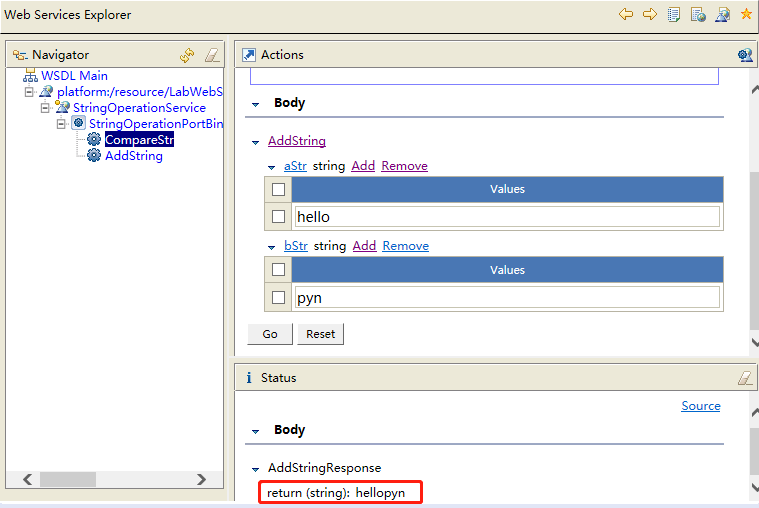 Web Services Explorer
Navigator
WSDL Main
platform:/resource/LabWebS
StringOperationService
StringOperationPortBin
CompareStr
AddString
Actions
Body
AddString
aStr string Add Remove
Values
hello
bStr string Add Remove
Values
pyn
Go Reset
i Status
Source
Body
AddStringResponse
return (string): hellopyn